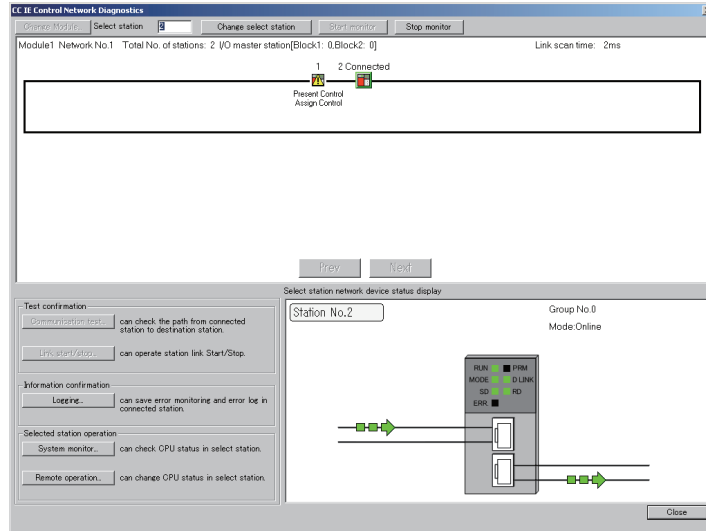 CC IE Control Network Diagnostics
Change Module. Select station 2 Change select station Start monitor Stop monitor
Module1 Network No.1 Total No. of stations: 2 I/O master station[Block1: 0,Block2: 0] Link scan time: 2ms
1 2 Connected
Present Control
Assign Control
Prev Next
Select station network device status display
Test confirmation
Communication test... can check the path from connected
station to destination station.
Link start/stop... can operate station link Start/Stop.
Information confirmation
Logging... can save error monitoring and error log in
connected station.
Selected station operation
System monitor... can check CPU status in select station.
Remote operation... can change CPU status in select station.
Station No.2
Group No.0
Mode:Online
RUN PRM
MODE D LINK
SD RD
ERR
Close